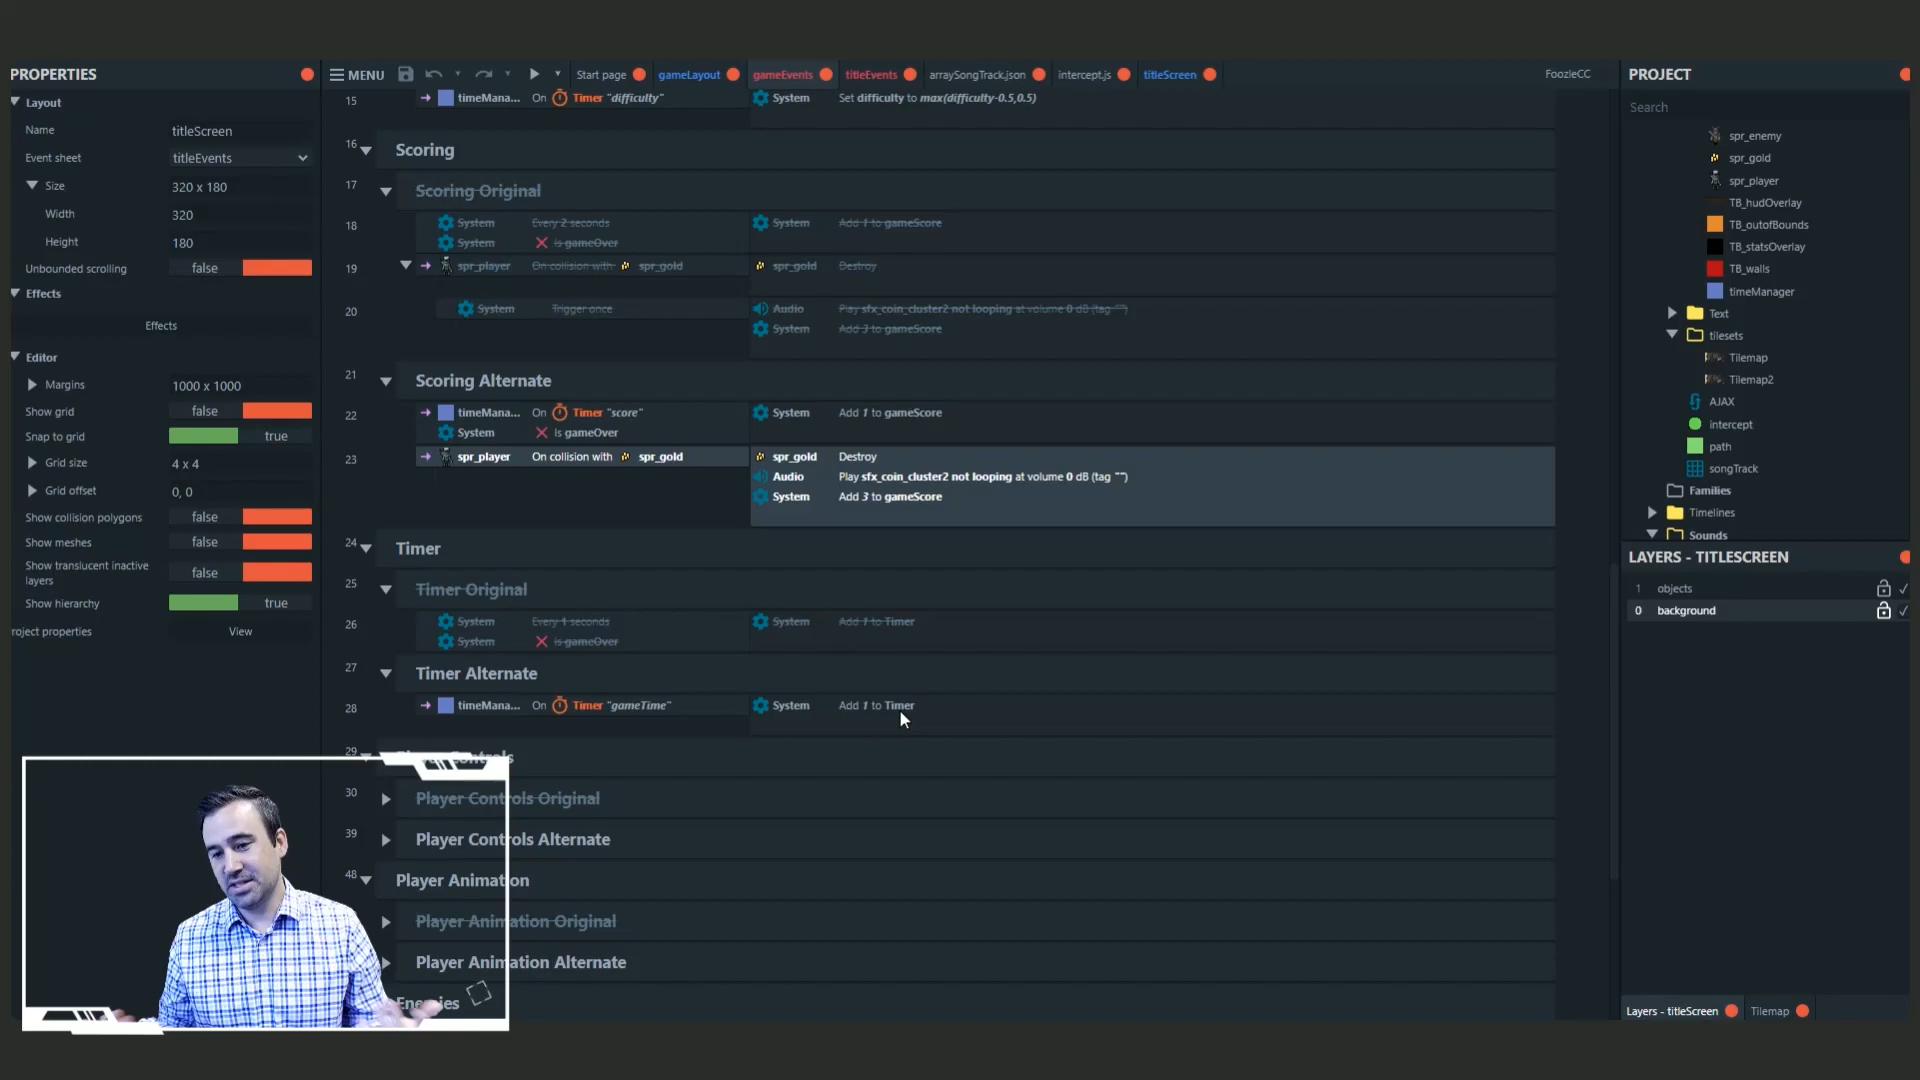 PROPERTIES
Layout
Name titleScreen
Event sheet titleEvents
Size 320 x 180
Width 320
Height 180
Unbounded scrolling false
Effects
Effects
Editor
Margins 1000 x 1000
Show grid false
Snap to grid true
Grid size 4 x 4
Grid offset 0, 0
Show collision polygons false
Show meshes false
Show translucent inactive layers false
Show hierarchy true
roject properties View
MENU Start page gameLayout gameEvents titleEvents arraySongTrack.json intercept.js titleScreen FoozleCC
15 timeMana... On Timer "difficulty" System Set difficulty to max(difficulty-0.5,0.5)
16 Scoring
17 Scoring Original
18 System Every 2 seconds System Add 1 to gameScore
System Is gameOver
19 spr_player On collision with spr_gold spr_gold Destroy
20 System Trigger once Audio Play sfx_coin_cluster2 not looping at volume 0 dB (tag "")
System Add 3 to gameScore
21 Scoring Alternate
22 timeMana... On Timer "score" System Add 1 to gameScore
System Is gameOver
23 spr_player On collision with spr_gold spr_gold Destroy
Audio Play sfx_coin_cluster2 not looping at volume 0 dB (tag "")
System Add 3 to gameScore
24 Timer
25 Timer Original
26 System Every 1 seconds System Add 1 to Timer
System Is gameOver
27 Timer Alternate
28 timeMana... On Timer "gameTime" System Add 1 to Timer
29 Controls
30 Player Controls Original
39 Player Controls Alternate
48 Player Animation
Player Animation Original
Player Animation Alternate
Enemies
PROJECT
Search
spr_enemy
spr_gold
spr_player
TB_hudOverlay
TB_outofBounds
TB_statsOverlay
TB_walls
timeManager
Text
tilesets
Tilemap
Tilemap2
AJAX
intercept
path
songTrack
Families
Timelines
Sounds
LAYERS - TITLESCREEN
1 objects
0 background
Layers - titleScreen Tilemap